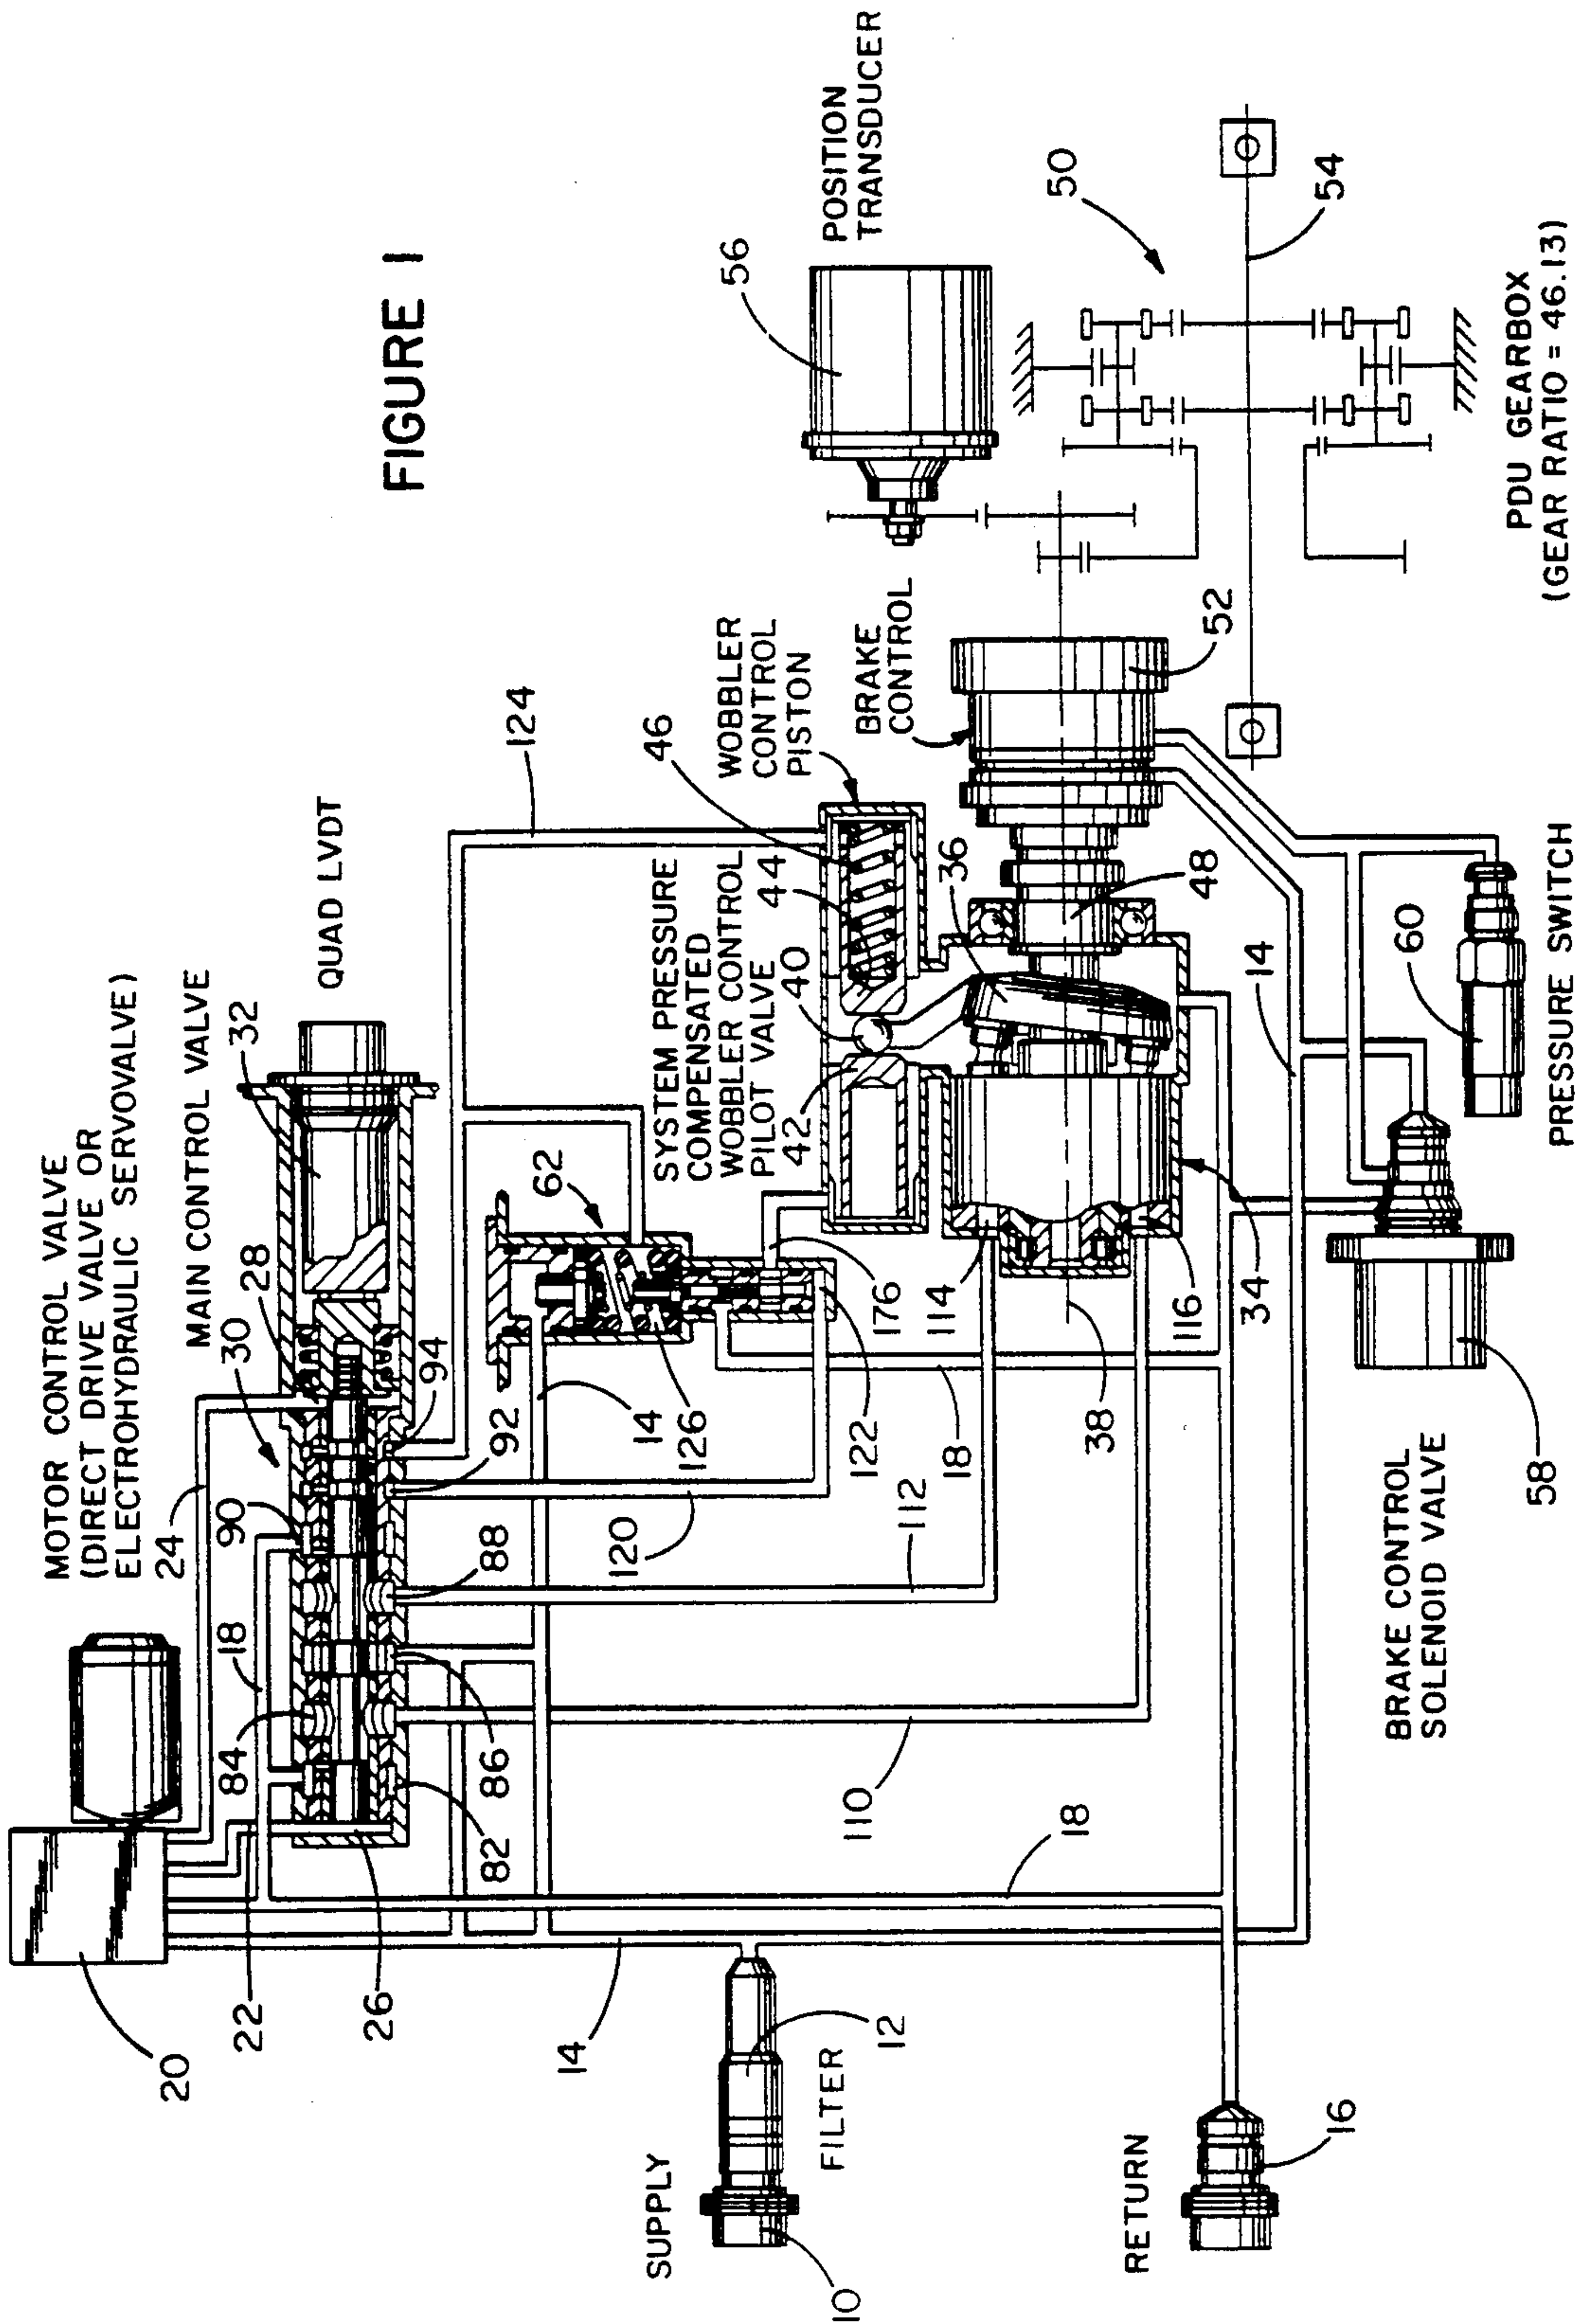 FIGURE 1
MOTOR CONTROL VALVE
(DIRECT DRIVE VALVE OR
ELECTROHYDRAULIC SERVOVALVE)
MAIN CONTROL VALVE
QUAD LVDT
20
22
24
18
84
90
28
30
32
26
82
86
88
92
94
124
120
14
126
62
122
18
176
110
112
114
116
38
34
SYSTEM PRESSURE
COMPENSATED
WOBBLER CONTROL
PILOT VALVE
42
40
44
46
36
48
WOBBLER
CONTROL
PISTON
BRAKE
CONTROL
52
POSITION
TRANSDUCER
56
50
54
PDU GEARBOX
(GEAR RATIO = 46.13)
SUPPLY
10
FILTER
12
14
18
RETURN
16
BRAKE CONTROL
SOLENOID VALVE
58
14
60
PRESSURE SWITCH